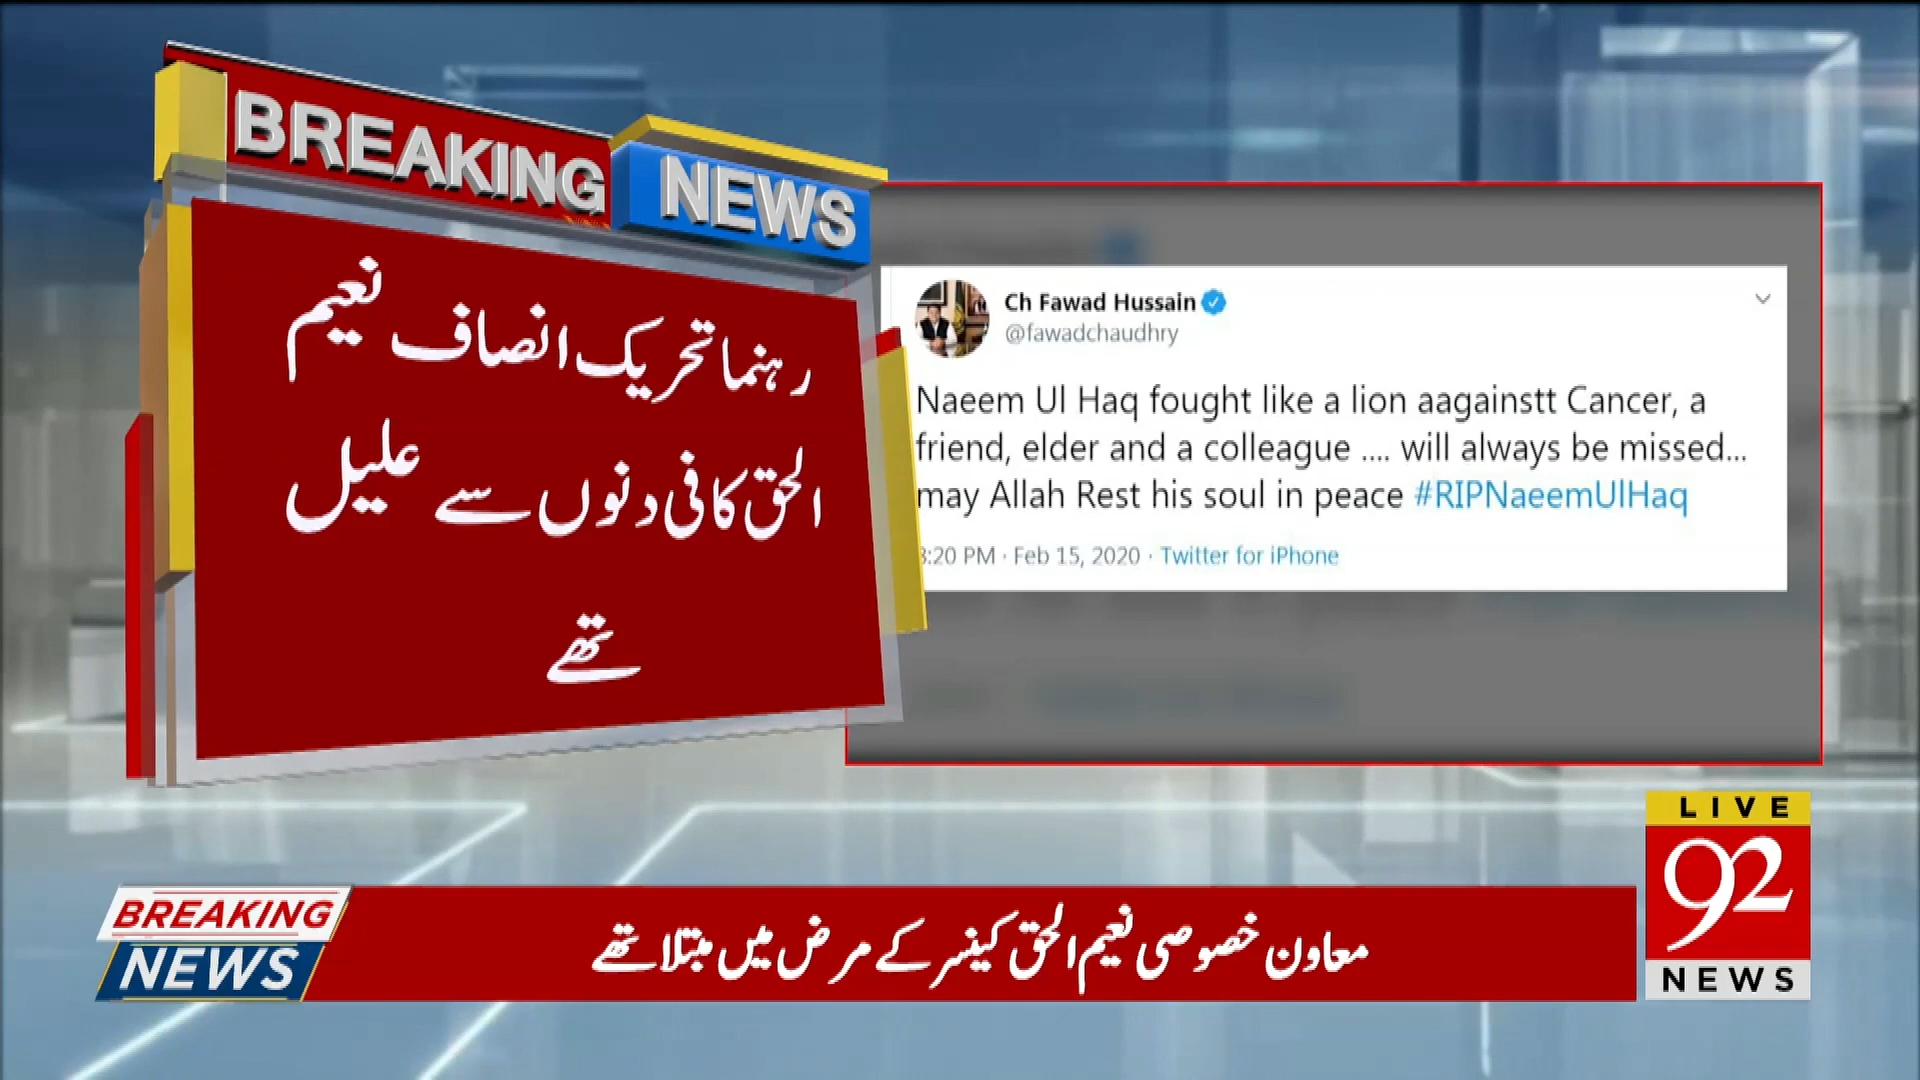 BREAKING NEWS
رہنما تحریک انصاف نعیم
الحق کافی دنوں سے علیل
تھے
Ch Fawad Hussain
@fawadchaudhry
Naeem Ul Haq fought like a lion aagainstt Cancer, a
friend, elder and a colleague .... will always be missed...
may Allah Rest his soul in peace #RIPNaeemUlHaq
:20 PM · Feb 15, 2020 · Twitter for iPhone
BREAKING
NEWS
معاون خصوصی نعیم الحق کینسر کے مرض میں مبتلا تھے
LIVE
92
NEWS